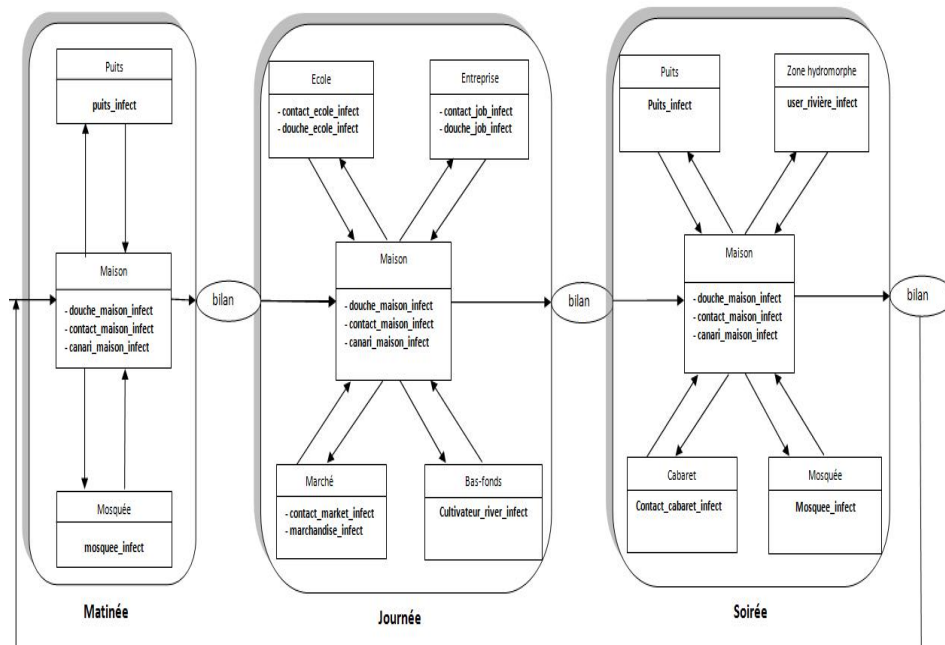 Puits
puits_infect
Maison
- douche_maison_infect
- contact_maison_infect
- canari_maison_infect
Mosquée
mosquee_infect
Matinée
bilan
Ecole
- contact_ecole_infect
- douche_ecole_infect
Entreprise
- contact_job_infect
- douche_job_infect
Maison
- douche_maison_infect
- contact_maison_infect
- canari_maison_infect
Marché
- contact_market_infect
- marchandise_infect
Bas-fonds
Cultivateur_river_infect
Journée
bilan
Puits
Puits_infect
Zone hydromorphe
user_rivière_infect
Maison
- douche_maison_infect
- contact_maison_infect
- canari_maison_infect
Cabaret
Contact_cabaret_infect
Mosquée
Mosquee_infect
Soirée
bilan